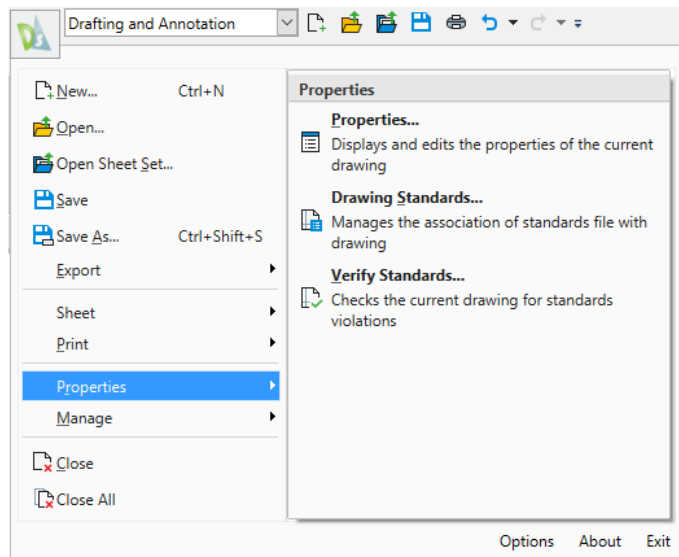 Drafting and Annotation
New... Ctrl+N
Open...
Open Sheet Set...
Save
Save As... Ctrl+Shift+S
Export
Sheet
Print
Properties
Manage
Close
Close All
Properties
Properties...
Displays and edits the properties of the current
drawing
Drawing Standards...
Manages the association of standards file with
drawing
Verify Standards...
Checks the current drawing for standards
violations
Options About Exit